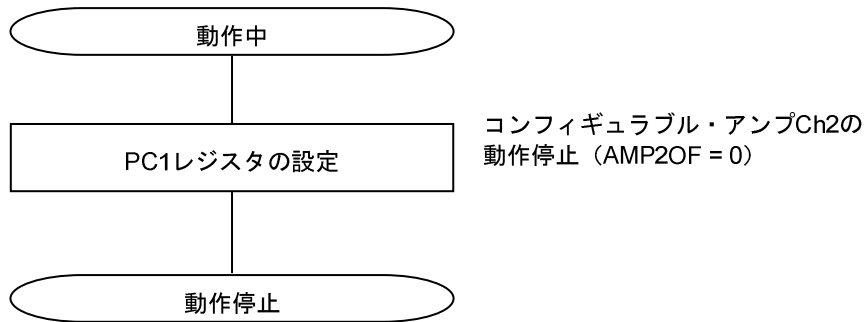 動作中
PC1レジスタの設定
コンフィギュラブル・アンプCh2の
動作停止（AMP2OF = 0）
動作停止